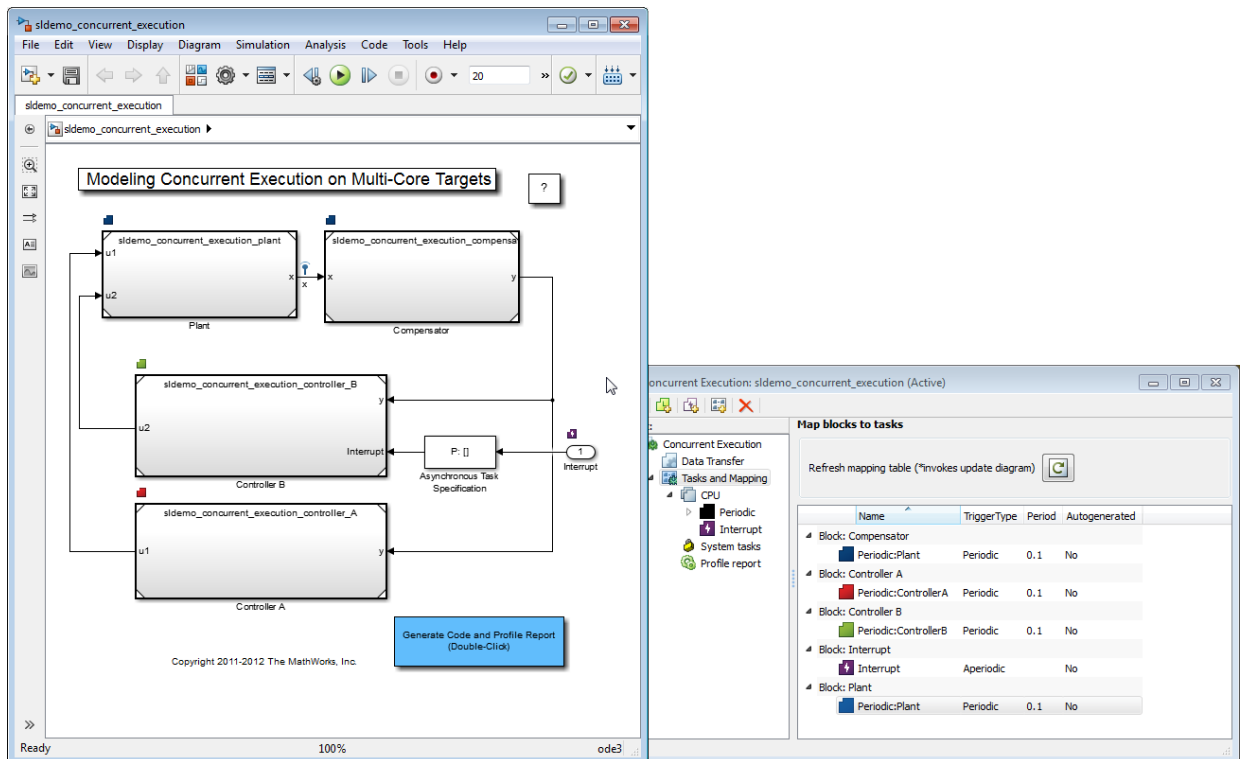 sldemo_concurrent_execution
File Edit View Display Diagram Simulation Analysis Code Tools Help
20 »
sldemo_concurrent_execution
sldemo_concurrent_execution
Modeling Concurrent Execution on Multi-Core Targets
?
sldemo_concurrent_execution_plant
u1
u2
x
Plant
x
sldemo_concurrent_execution_compensa
x
y
Compensator
sldemo_concurrent_execution_controller_B
y
u2
Interrupt
Controller B
P: []
Asynchronous Task
Specification
1
Interrupt
sldemo_concurrent_execution_controller_A
u1
y
Controller A
Generate Code and Profile Report
(Double-Click)
Copyright 2011-2012 The MathWorks, Inc.
»
Ready 100% ode3
oncurrent Execution: sldemo_concurrent_execution (Active)
Concurrent Execution
Data Transfer
Tasks and Mapping
CPU
Periodic
Interrupt
System tasks
Profile report
Map blocks to tasks
Refresh mapping table (*invokes update diagram)
Name TriggerType Period Autogenerated
Block: Compensator
Periodic:Plant Periodic 0.1 No
Block: Controller A
Periodic:ControllerA Periodic 0.1 No
Block: Controller B
Periodic:ControllerB Periodic 0.1 No
Block: Interrupt
Interrupt Aperiodic No
Block: Plant
Periodic:Plant Periodic 0.1 No